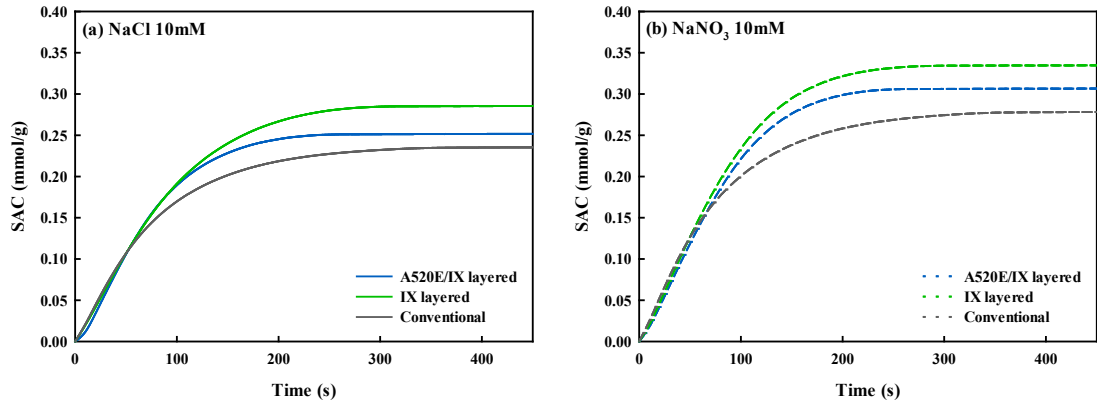 (a) NaCl 10mM
SAC (mmol/g)
0.40
0.35
0.30
0.25
0.20
0.15
0.10
0.05
0.00
A520E/IX layered
IX layered
Conventional
0 100 200 300 400
Time (s)
(b) NaNO₃ 10mM
SAC (mmol/g)
0.40
0.35
0.30
0.25
0.20
0.15
0.10
0.05
0.00
A520E/IX layered
IX layered
Conventional
0 100 200 300 400
Time (s)